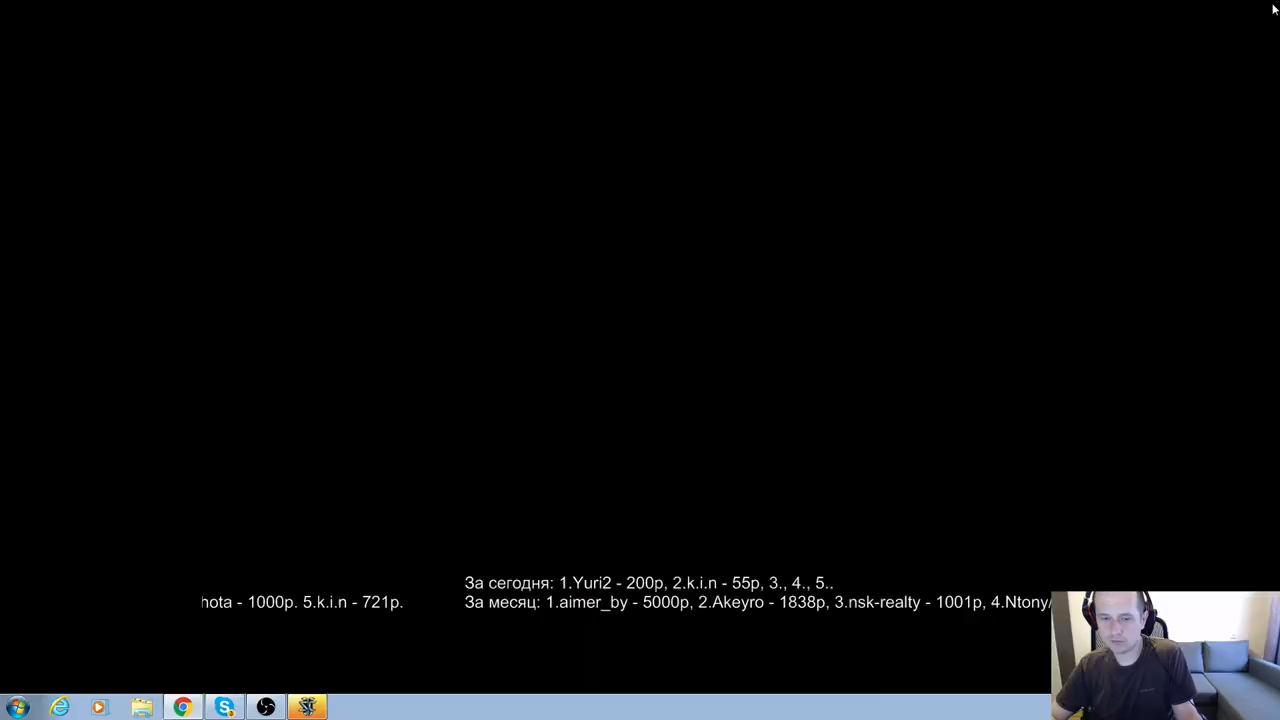 За сегодня: 1.Yuri2 - 200р, 2.k.i.n - 55р, 3., 4., 5..
hota - 1000р. 5.k.i.n - 721р. За месяц: 1.aimer_by - 5000р, 2.Akeyro - 1838р, 3.nsk-realty - 1001р, 4.Ntony/